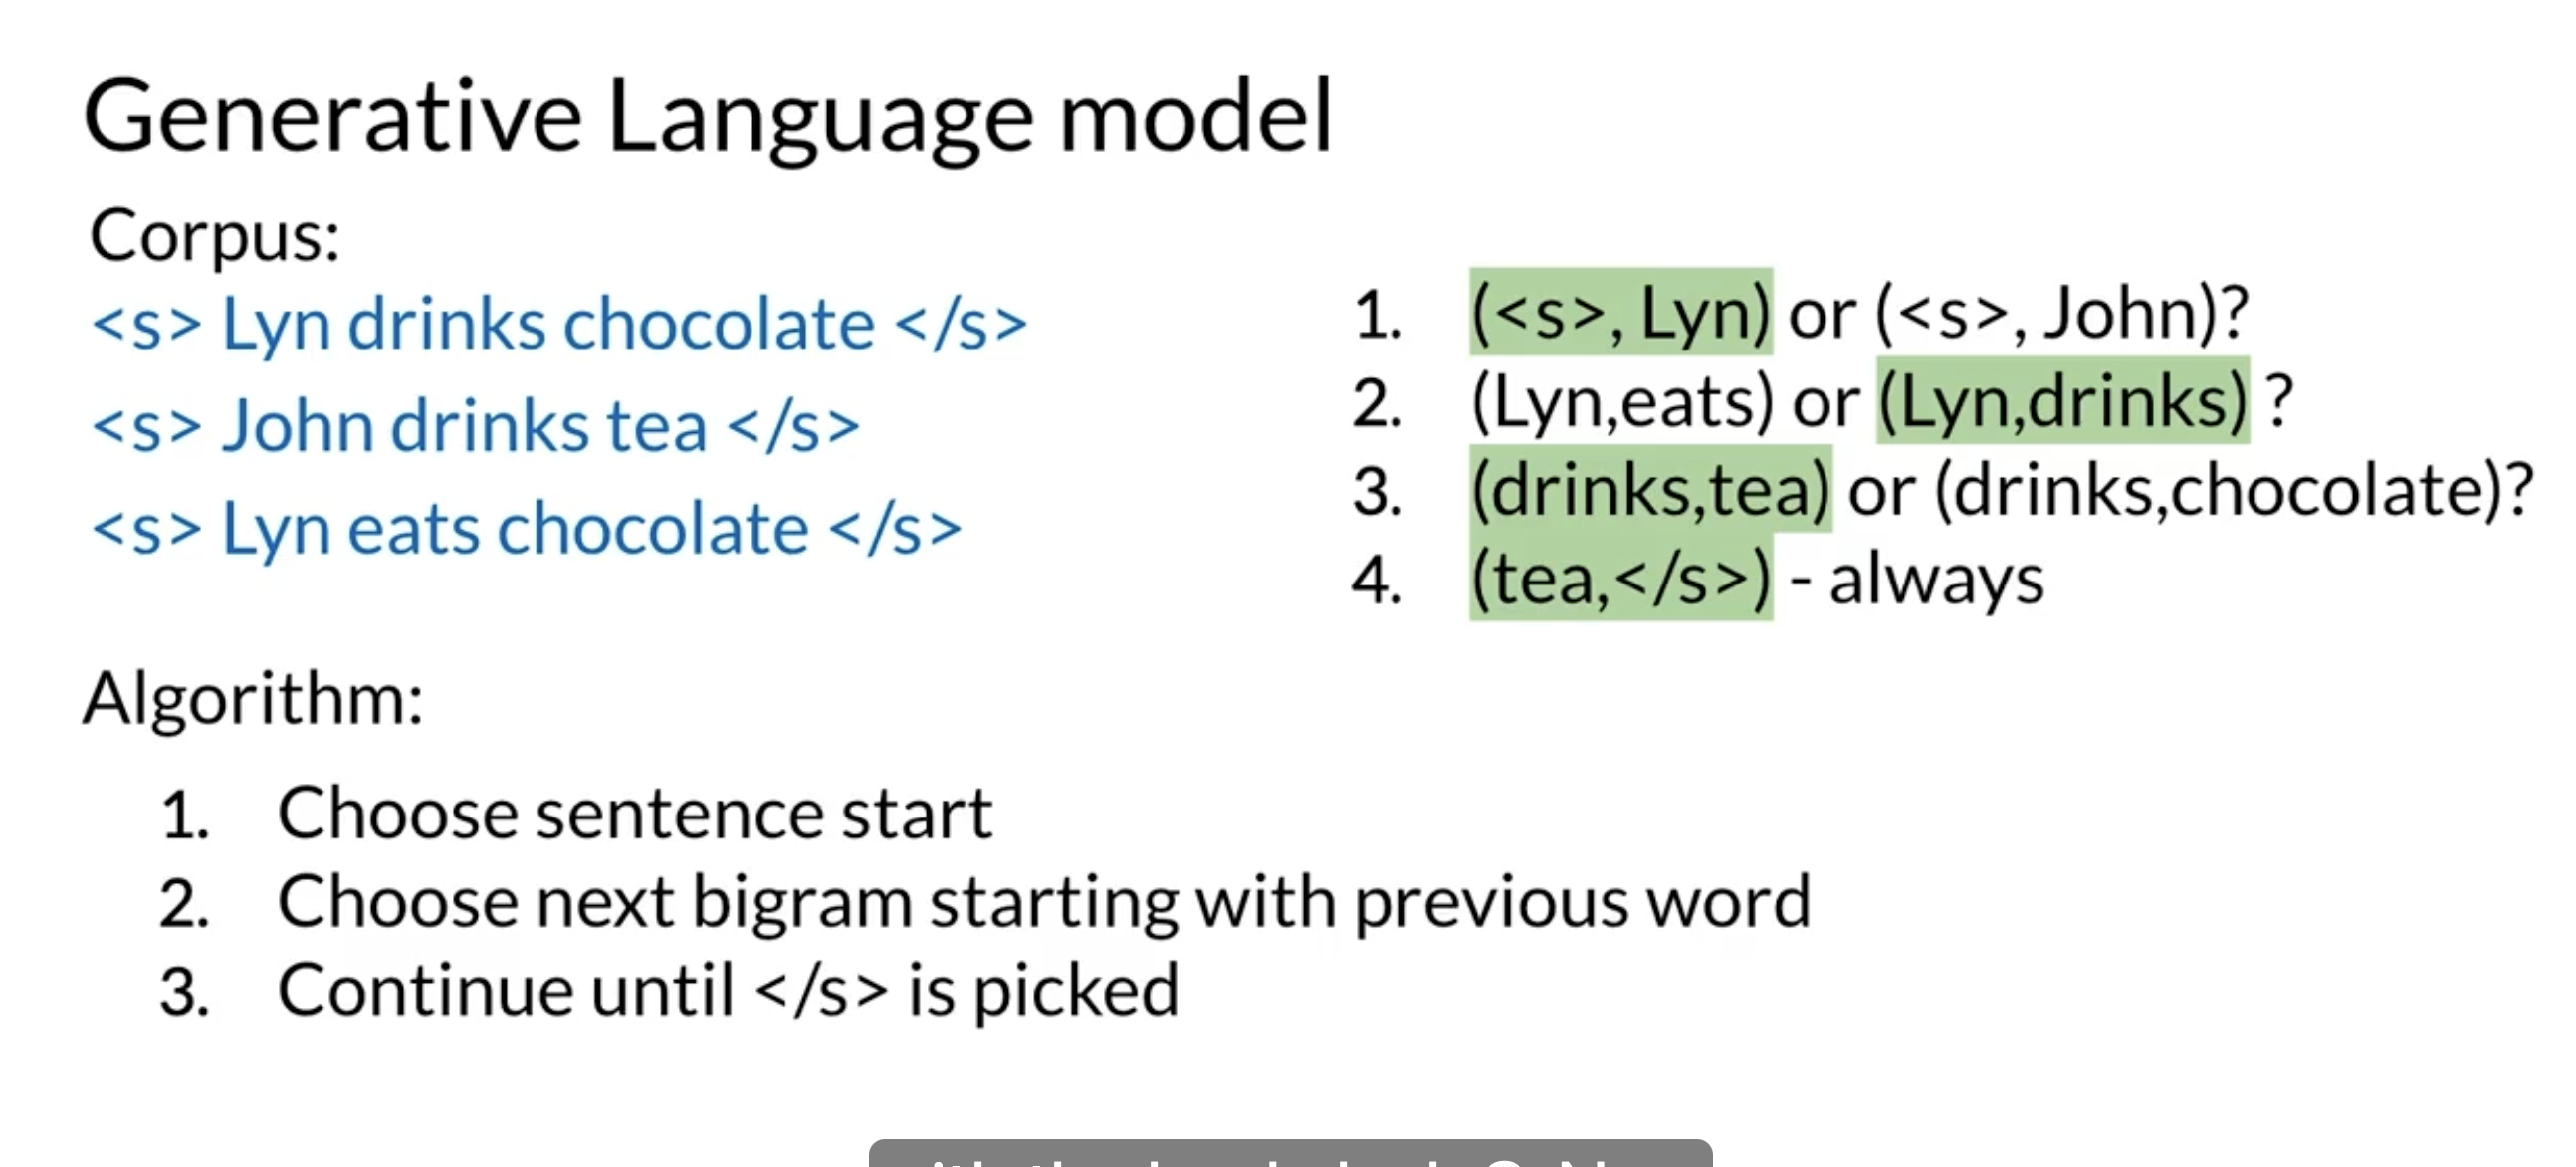 Generative Language model
Corpus:
<s> Lyn drinks chocolate </s>
<s> John drinks tea </s>
<s> Lyn eats chocolate </s>
1. (<s>, Lyn) or (<s>, John)?
2. (Lyn,eats) or (Lyn,drinks) ?
3. (drinks,tea) or (drinks,chocolate)?
4. (tea,</s>) - always
Algorithm:
1. Choose sentence start
2. Choose next bigram starting with previous word
3. Continue until </s> is picked